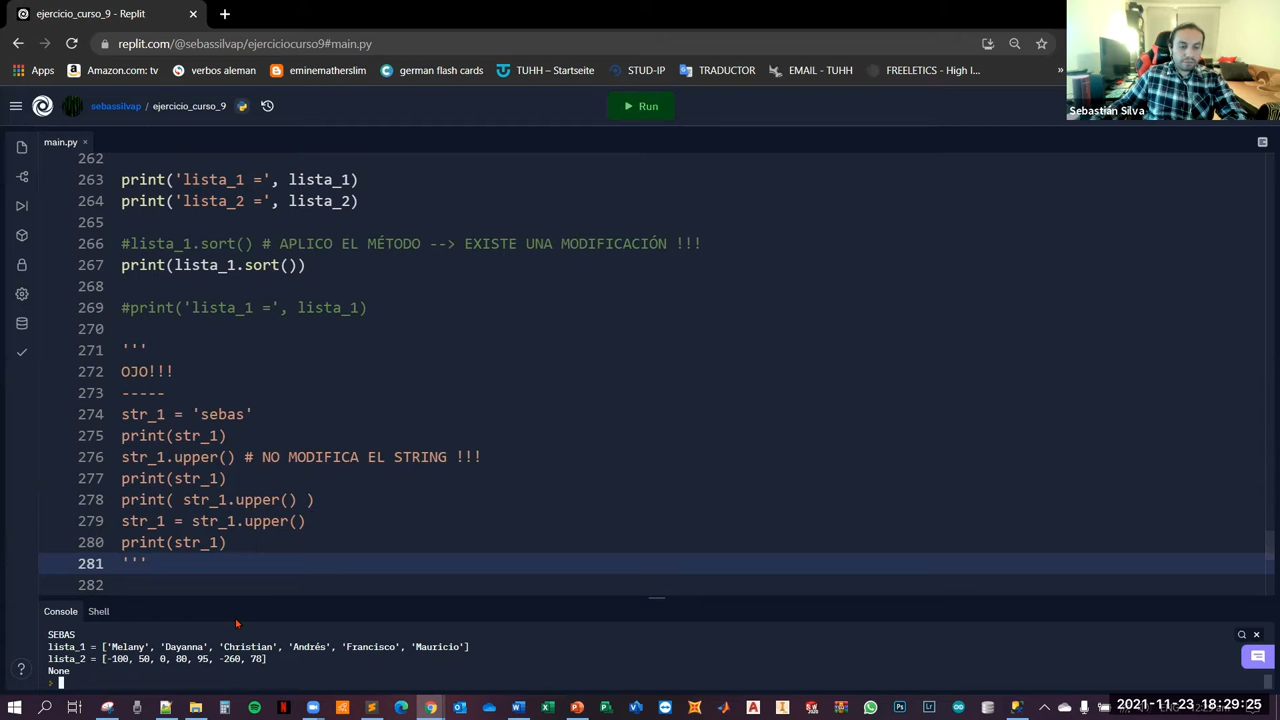 ejercicio_curso_9 - Replit
replit.com/@sebassilvap/ejerciciocurso9#main.py
Apps
Amazon.com: tv
verbos aleman
eminematherslim
german flashcards
TUHH – Startseite
STUD-IP
TRADUCTOR
EMAIL - TUHH
FREELETICS - High I...
»
Sebastián Silva
sebassilvap / ejercicio_curso_9
Run
main.py
262
263 print('lista_1 =', lista_1)
264 print('lista_2 =', lista_2)
265
266 #lista_1.sort() # APLICO EL MÉTODO --> EXISTE UNA MODIFICACIÓN !!!
267 print(lista_1.sort())
268
269 #print('lista_1 =', lista_1)
270
271 '''
272 OJO!!!
273 -----
274 str_1 = 'sebas'
275 print(str_1)
276 str_1.upper() # NO MODIFICA EL STRING !!!
277 print(str_1)
278 print( str_1.upper() )
279 str_1 = str_1.upper()
280 print(str_1)
281 '''
282
Console Shell
SEBAS
lista_1 = ['Melany', 'Dayanna', 'Christian', 'Andrés', 'Francisco', 'Mauricio']
lista_2 = [-100, 50, 0, 80, 95, -260, 78]
None
2021-11-23 18:29:25